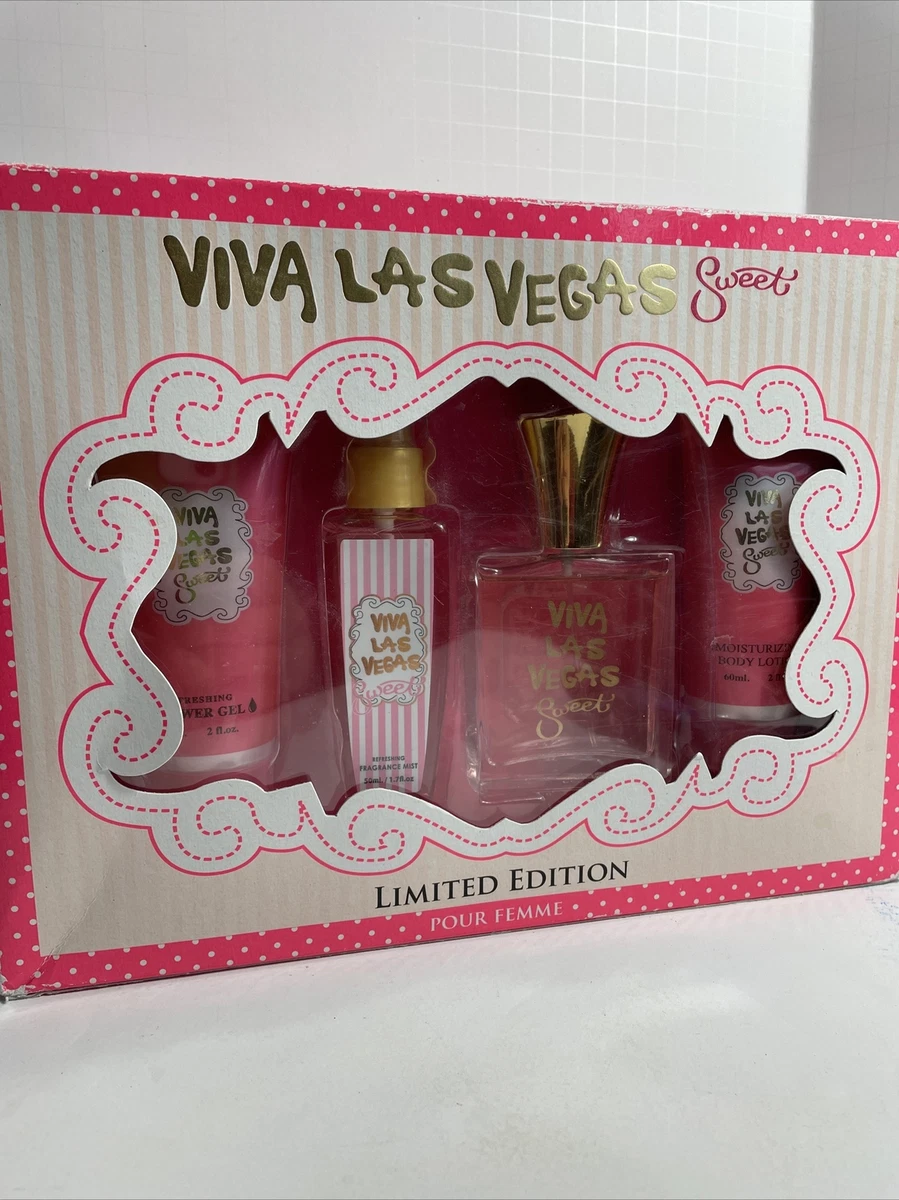 VIVA LAS VEGAS Sweet
VIVA
LAS
VEGAS
Sweet
2 fl.oz.
VIVA
LAS
VEGAS
Sweet
REFRESHING
FRAGRANCE MIST
50ml. / 1.7fl.oz
VIVA
LAS
VEGAS
Sweet
VIVA
LAS
VEGAS
Sweet
BODY
60ml.
LIMITED EDITION
POUR FEMME